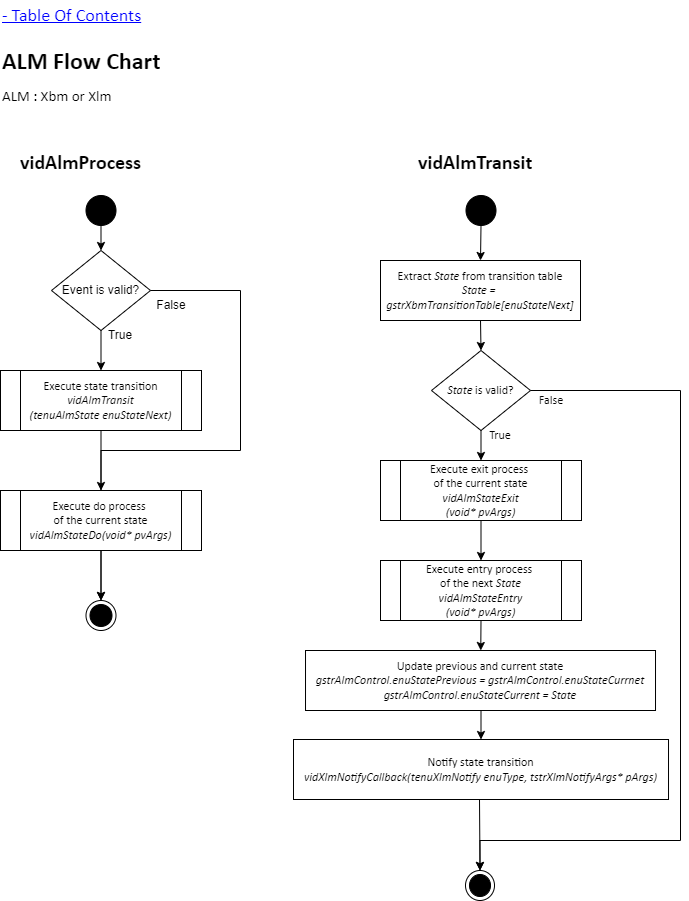 - Table Of Contents
ALM Flow Chart
ALM : Xbm or Xlm
vidAlmProcess
Event is valid?
False
True
Execute state transition
vidAlmTransit
(tenuAlmState enuStateNext)
Execute do process
of the current state
vidAlmStateDo(void* pvArgs)
vidAlmTransit
Extract State from transition table
State =
gstrXbmTransitionTable[enuStateNext]
State is valid?
False
True
Execute exit process
of the current state
vidAlmStateExit
(void* pvArgs)
Execute entry process
of the next State
vidAlmStateEntry
(void* pvArgs)
Update previous and current state
gstrAlmControl.enuStatePrevious = gstrAlmControl.enuStateCurrnet
gstrAlmControl.enuStateCurrent = State
Notify state transition
vidXlmNotifyCallback(tenuXlmNotify enuType, tstrXlmNotifyArgs* pArgs)